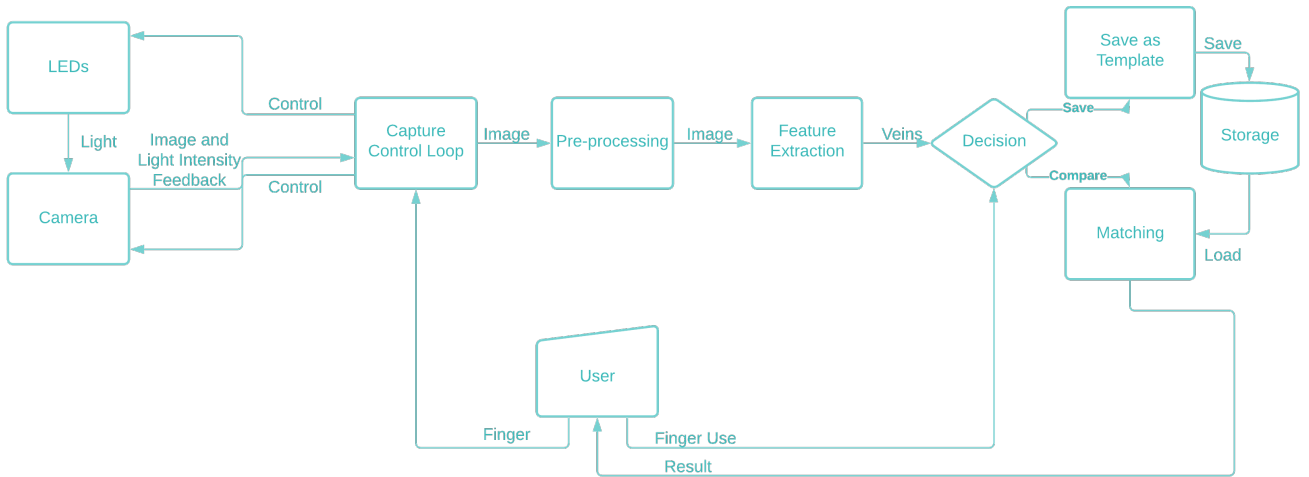 LEDs
Light
Camera
Image and
Light Intensity
Feedback
Control
Control
Capture
Control Loop
Image
Pre-processing
Image
Feature
Extraction
Veins
Decision
Save
Compare
Save as
Template
Save
Storage
Load
Matching
User
Finger
Finger Use
Result